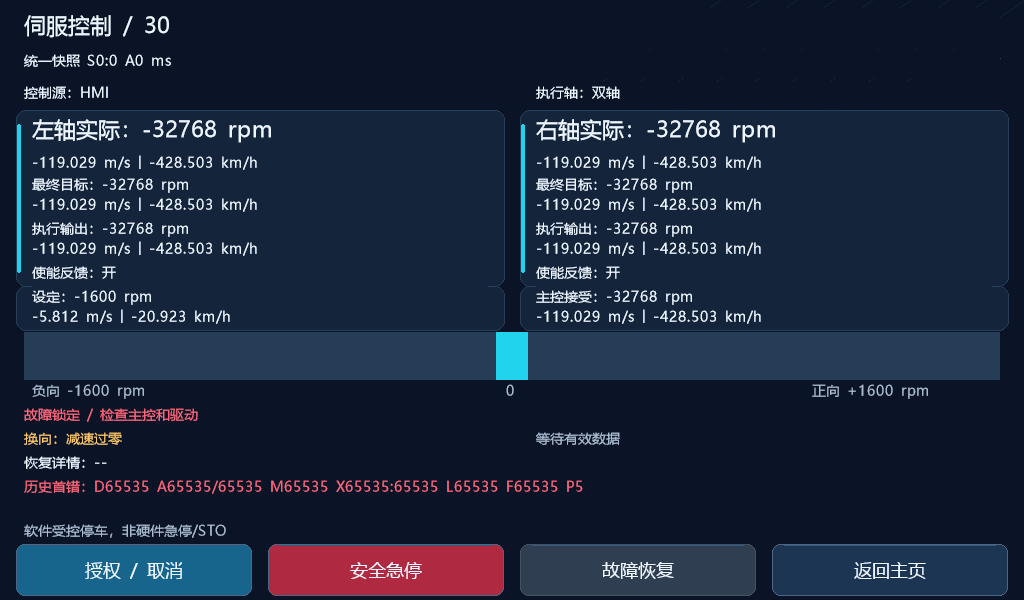 伺服控制 / 30
统一快照 S0:0 A0 ms
控制源: HMI
执行轴: 双轴
左轴实际: -32768 rpm
-119.029 m/s | -428.503 km/h
最终目标: -32768 rpm
-119.029 m/s | -428.503 km/h
执行输出: -32768 rpm
-119.029 m/s | -428.503 km/h
使能反馈: 开
设定: -1600 rpm
-5.812 m/s | -20.923 km/h
右轴实际: -32768 rpm
-119.029 m/s | -428.503 km/h
最终目标: -32768 rpm
-119.029 m/s | -428.503 km/h
执行输出: -32768 rpm
-119.029 m/s | -428.503 km/h
使能反馈: 开
主控接受: -32768 rpm
-119.029 m/s | -428.503 km/h
负向 -1600 rpm
0
正向 +1600 rpm
故障锁定 / 检查主控和驱动
换向: 减速过零
等待有效数据
恢复详情: --
历史首错: D65535 A65535/65535 M65535 X65535:65535 L65535 F65535 P5
软件受控停车, 非硬件急停/STO
授权 / 取消
安全急停
故障恢复
返回主页